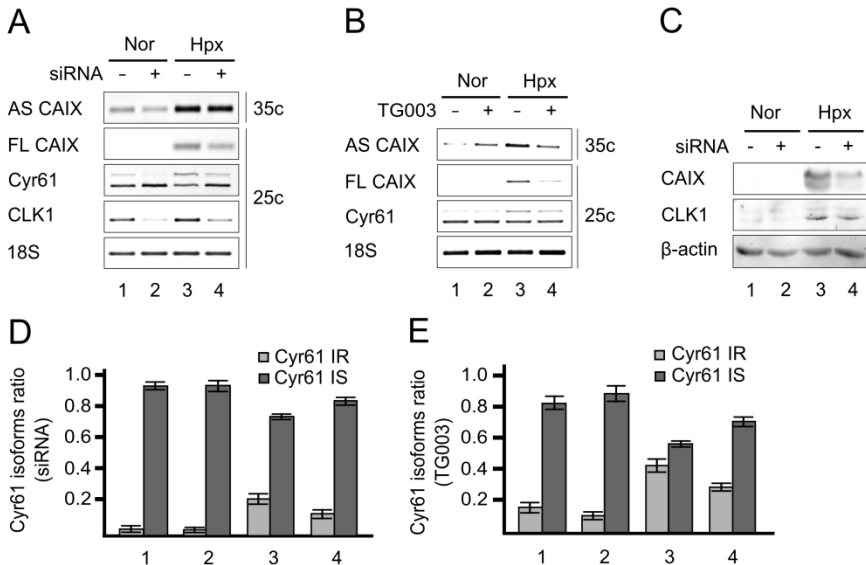 A
Nor Hpx
siRNA - + - +
AS CAIX 35c
FL CAIX
Cyr61 25c
CLK1
18S
1 2 3 4
B
Nor Hpx
TG003 - + - +
AS CAIX 35c
FL CAIX
Cyr61 25c
18S
1 2 3 4
C
Nor Hpx
siRNA - + - +
CAIX
CLK1
β-actin
1 2 3 4
D
Cyr61 isoforms ratio
(siRNA)
Cyr61 IR
Cyr61 IS
1.0
0.8
0.6
0.4
0.2
1 2 3 4
E
Cyr61 isoforms ratio
(TG003)
Cyr61 IR
Cyr61 IS
1.0
0.8
0.6
0.4
0.2
1 2 3 4